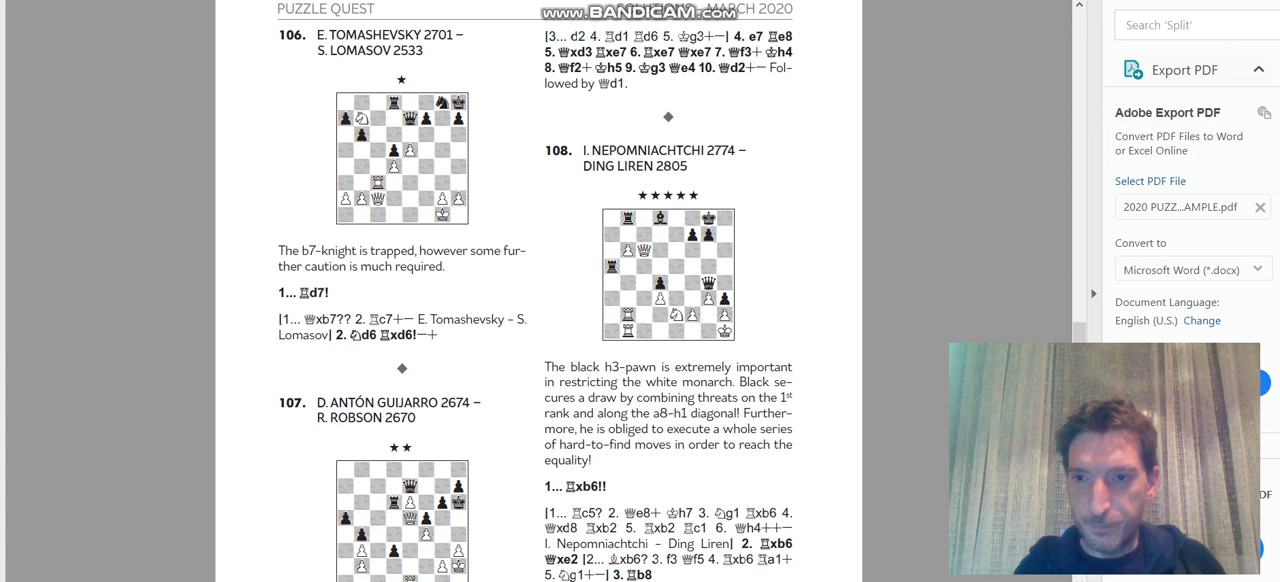 PUZZLE QUEST
MARCH 2020
www.BANDICAM.com
106. E. TOMASHEVSKY 2701 –
S. LOMASOV 2533
★
The b7-knight is trapped, however some fur-
ther caution is much required.
1... ♖d7!
[1... ♕xb7?? 2. ♖c7+– E. Tomashevsky - S.
Lomasov] 2. ♘d6 ♖xd6!–+
107. D. ANTÓN GUIJARRO 2674 –
R. ROBSON 2670
★★
[3... d2 4. ♖d1 ♖d6 5. ♔g3+–] 4. e7 ♖e8
5. ♕xd3 ♖xe7 6. ♖xe7 ♕xe7 7. ♕f3+ ♔h4
8. ♕f2+ ♔h5 9. ♔g3 ♕e4 10. ♕d2+– Fol-
lowed by ♕d1.
108. I. NEPOMNIACHTCHI 2774 –
DING LIREN 2805
★★★★★
The black h3-pawn is extremely important
in restricting the white monarch. Black se-
cures a draw by combining threats on the 1st
rank and along the a8-h1 diagonal! Further-
more, he is obliged to execute a whole series
of hard-to-find moves in order to reach the
equality!
1... ♖xb6!!
[1... ♖c5? 2. ♕e8+ ♔h7 3. ♘g1 ♖xb6 4.
♕xd8 ♖xb2 5. ♖xb2 ♖c1 6. ♕h4++–
I. Nepomniachtchi - Ding Liren] 2. ♖xb6
♕xe2 [2... ♗xb6? 3. f3 ♕f5 4. ♖xb6 ♖a1+
5. ♘g1+–] 3. ♖b8
Search 'Split'
Export PDF
Adobe Export PDF
Convert PDF Files to Word
or Excel Online
Select PDF File
2020 PUZZ...AMPLE.pdf
Convert to
Microsoft Word (*.docx)
Document Language:
English (U.S.) Change